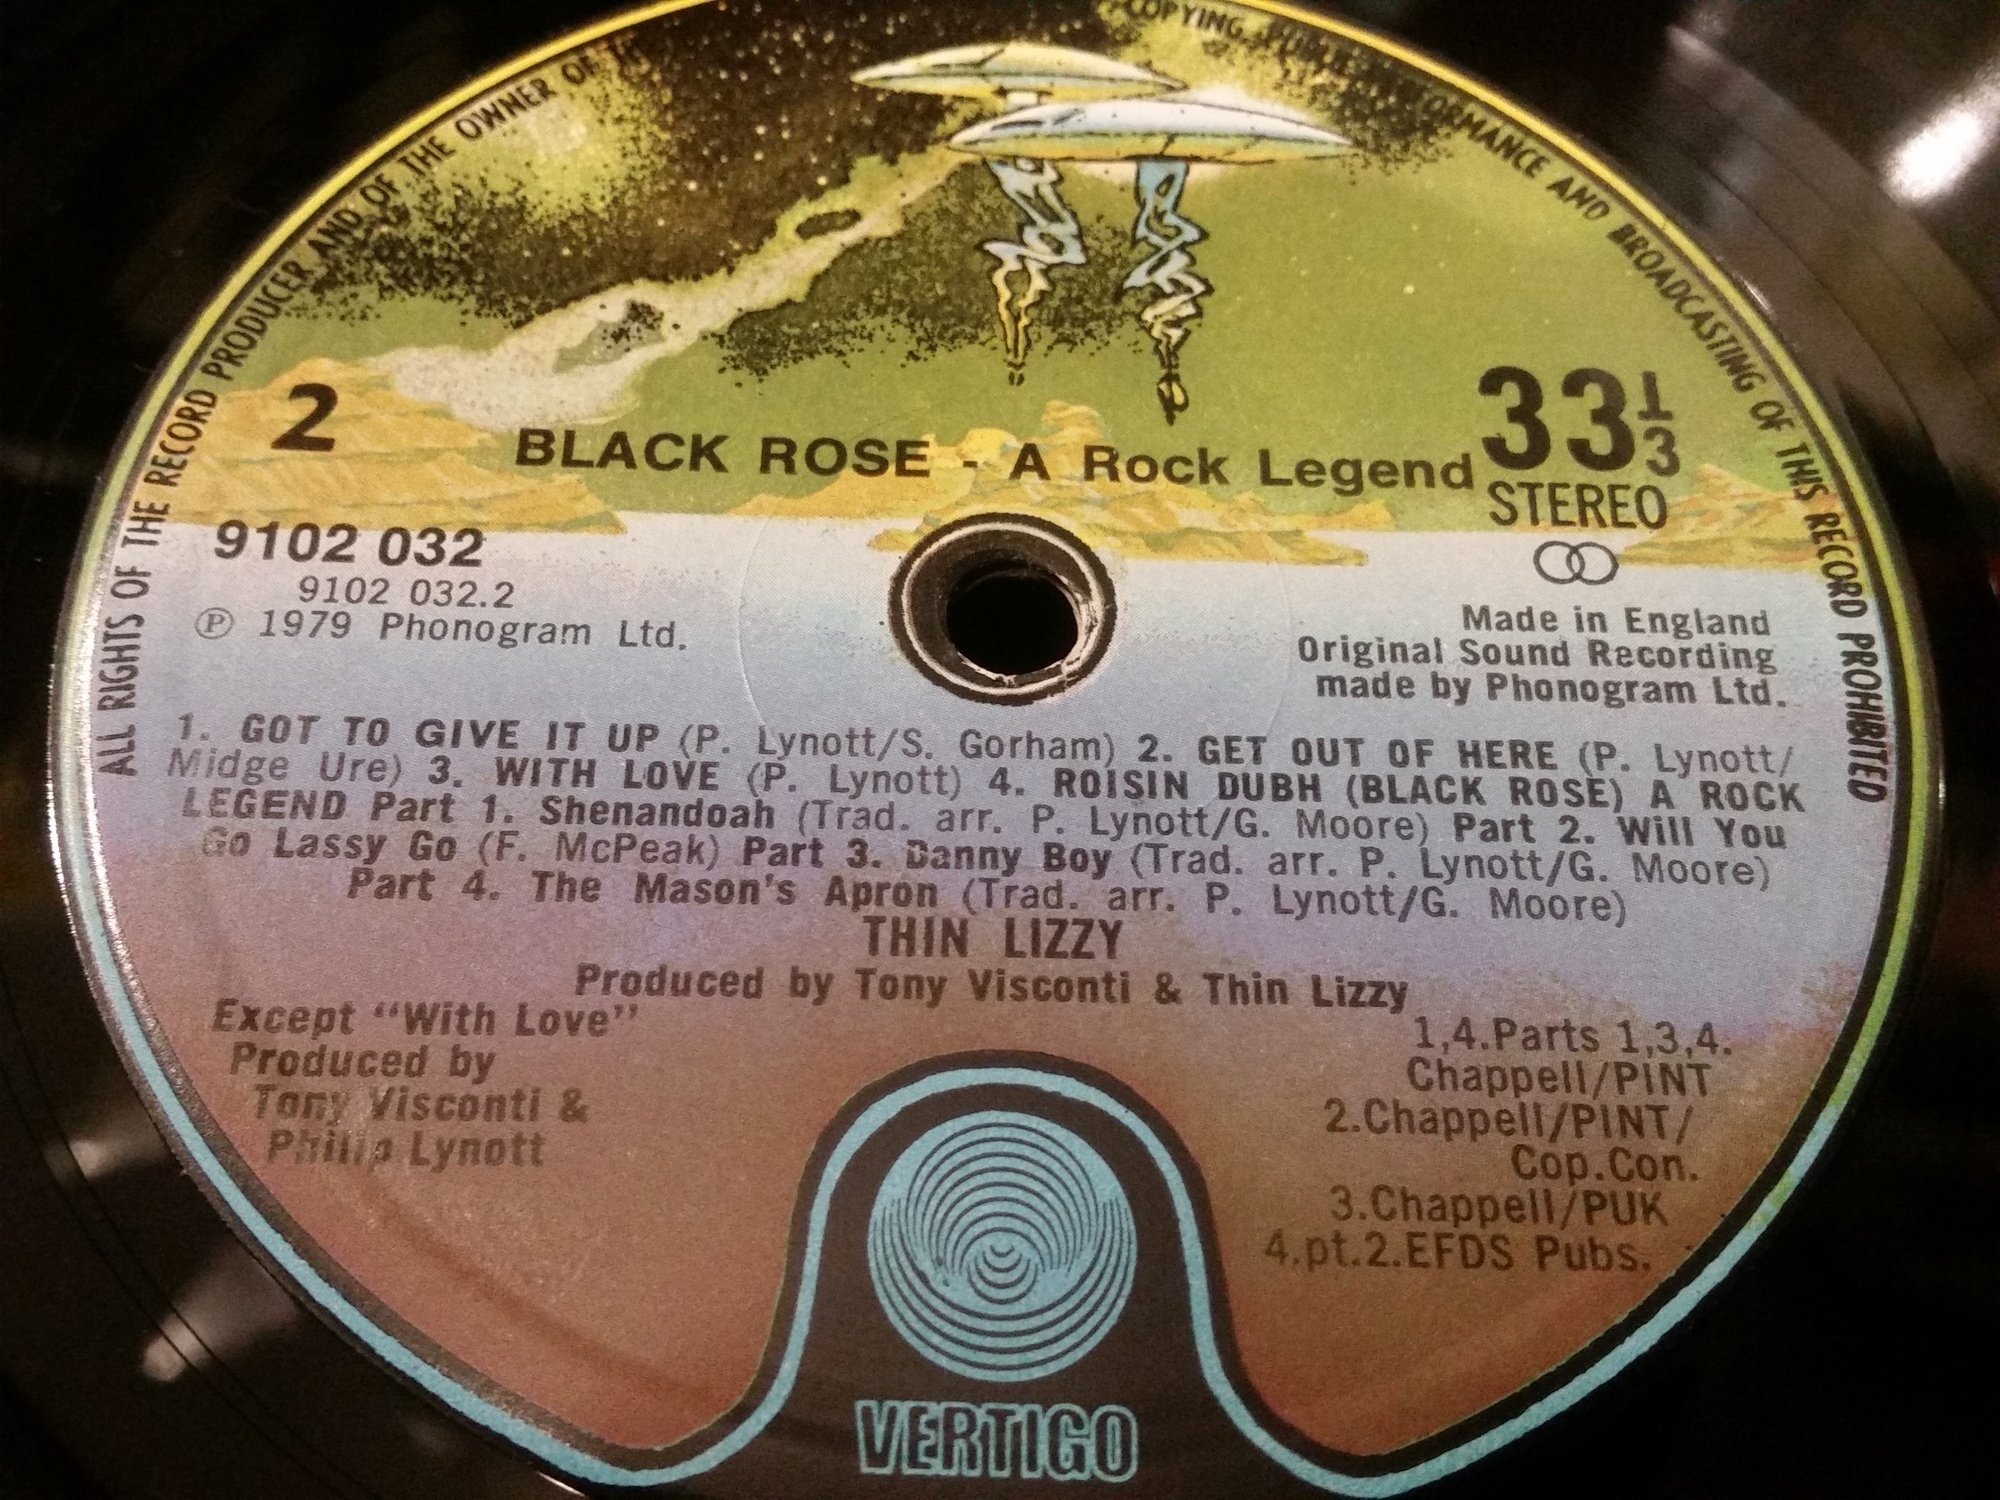 ALL RIGHTS OF THE RECORD PRODUCER AND OF THE OWNER OF
COPYING, AND BROADCASTING OF THIS RECORD PROHIBITED
2
BLACK ROSE - A Rock Legend
33 1/3
STEREO
9102 032
9102 032.2
℗ 1979 Phonogram Ltd.
Made in England
Original Sound Recording
made by Phonogram Ltd.
1. GOT TO GIVE IT UP (P. Lynott/S. Gorham) 2. GET OUT OF HERE (P. Lynott/
Midge Ure) 3. WITH LOVE (P. Lynott) 4. ROISIN DUBH (BLACK ROSE) A ROCK
LEGEND Part 1. Shenandoah (Trad. arr. P. Lynott/G. Moore) Part 2. Will You
Go Lassy Go (F. McPeak) Part 3. Danny Boy (Trad. arr. P. Lynott/G. Moore)
Part 4. The Mason's Apron (Trad. arr. P. Lynott/G. Moore)
THIN LIZZY
Produced by Tony Visconti & Thin Lizzy
Except "With Love"
Produced by
Tony Visconti &
Philip Lynott
1,4.Parts 1,3,4.
Chappell/PINT
2.Chappell/PINT/
Cop.Con.
3.Chappell/PUK
4.pt.2.EFDS Pubs.
VERTIGO